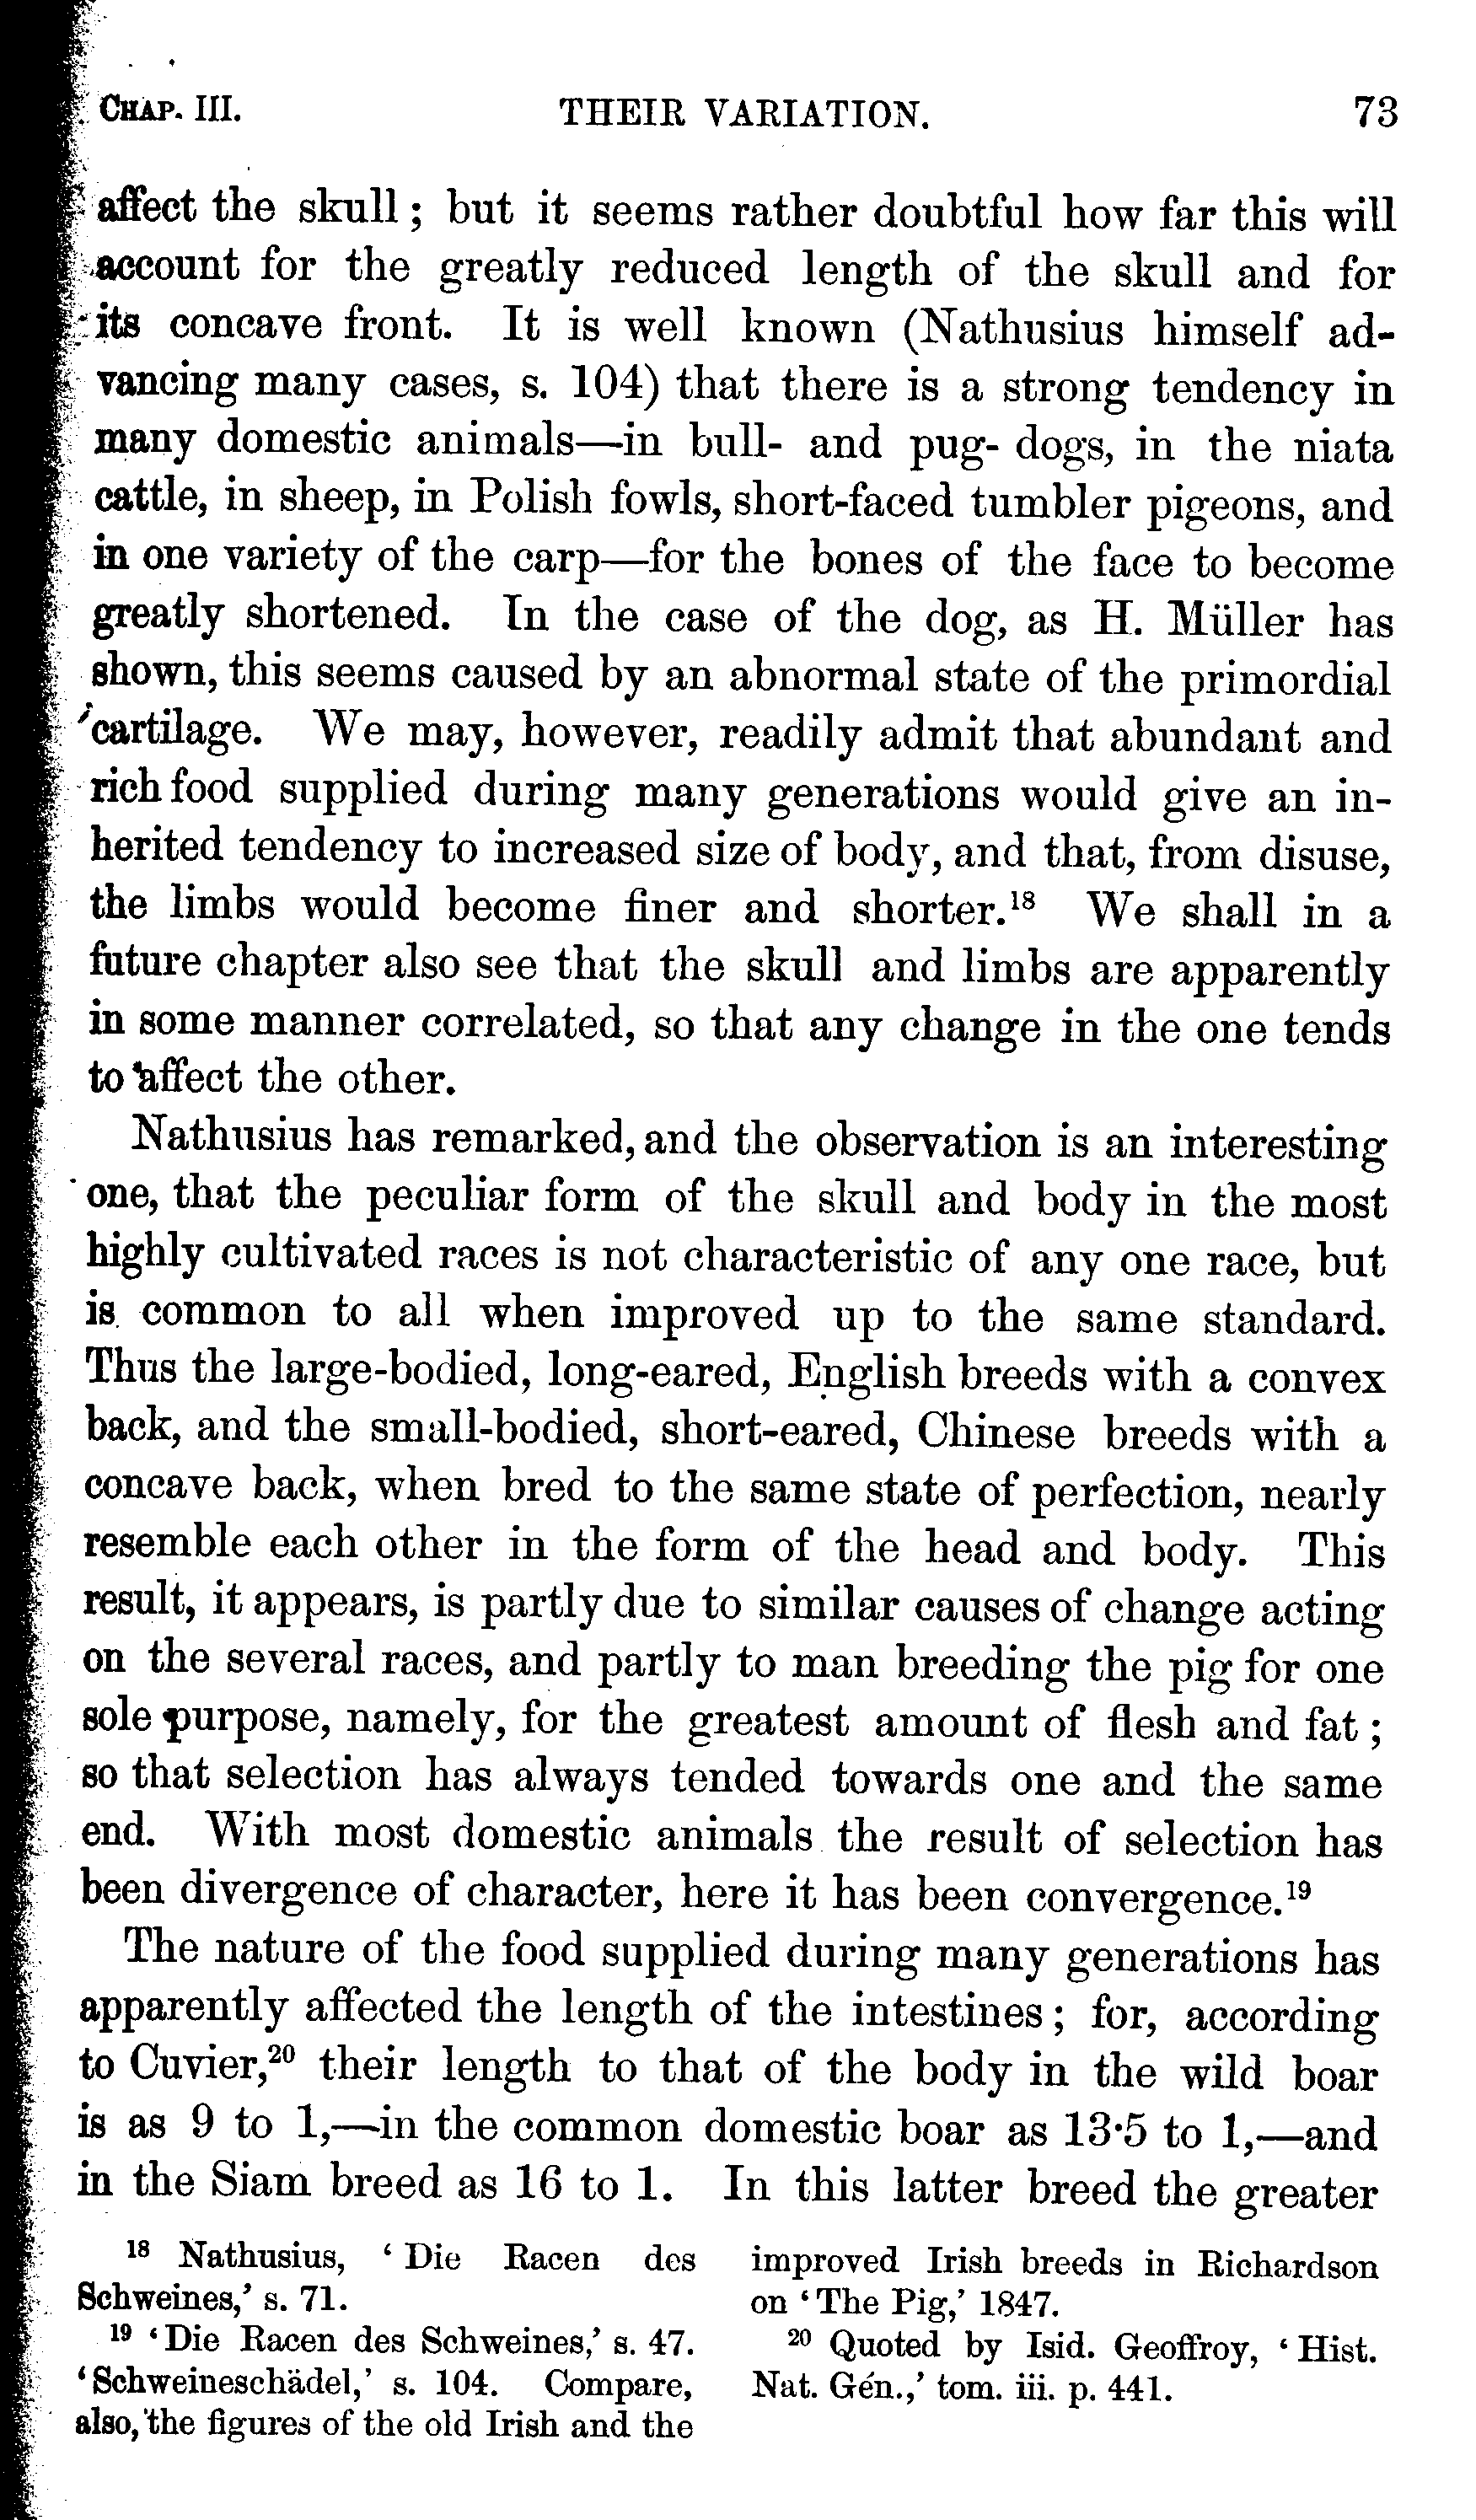 CHAP. III. THEIR VARIATION. 73
affect the skull; but it seems rather doubtful how far this will
account for the greatly reduced length of the skull and for
its concave front. It is well known (Nathusius himself ad-
vancing many cases, s. 104) that there is a strong tendency in
many domestic animals—in bull- and pug- dogs, in the niata
cattle, in sheep, in Polish fowls, short-faced tumbler pigeons, and
in one variety of the carp—for the bones of the face to become
greatly shortened. In the case of the dog, as H. Müller has
shown, this seems caused by an abnormal state of the primordial
cartilage. We may, however, readily admit that abundant and
rich food supplied during many generations would give an in-
herited tendency to increased size of body, and that, from disuse,
the limbs would become finer and shorter.¹⁸ We shall in a
future chapter also see that the skull and limbs are apparently
in some manner correlated, so that any change in the one tends
to affect the other.
Nathusius has remarked, and the observation is an interesting
one, that the peculiar form of the skull and body in the most
highly cultivated races is not characteristic of any one race, but
is common to all when improved up to the same standard.
Thus the large-bodied, long-eared, English breeds with a convex
back, and the small-bodied, short-eared, Chinese breeds with a
concave back, when bred to the same state of perfection, nearly
resemble each other in the form of the head and body. This
result, it appears, is partly due to similar causes of change acting
on the several races, and partly to man breeding the pig for one
sole purpose, namely, for the greatest amount of flesh and fat;
so that selection has always tended towards one and the same
end. With most domestic animals the result of selection has
been divergence of character, here it has been convergence.¹⁹
The nature of the food supplied during many generations has
apparently affected the length of the intestines; for, according
to Cuvier,²⁰ their length to that of the body in the wild boar
is as 9 to 1,—in the common domestic boar as 13·5 to 1,—and
in the Siam breed as 16 to 1. In this latter breed the greater
¹⁸ Nathusius, ‘Die Racen des
Schweines,’ s. 71.
¹⁹ ‘Die Racen des Schweines,’ s. 47.
‘Schweineschädel,’ s. 104. Compare,
also, the figures of the old Irish and the
improved Irish breeds in Richardson
on ‘The Pig,’ 1847.
²⁰ Quoted by Isid. Geoffroy, ‘Hist.
Nat. Gén.,’ tom. iii. p. 441.